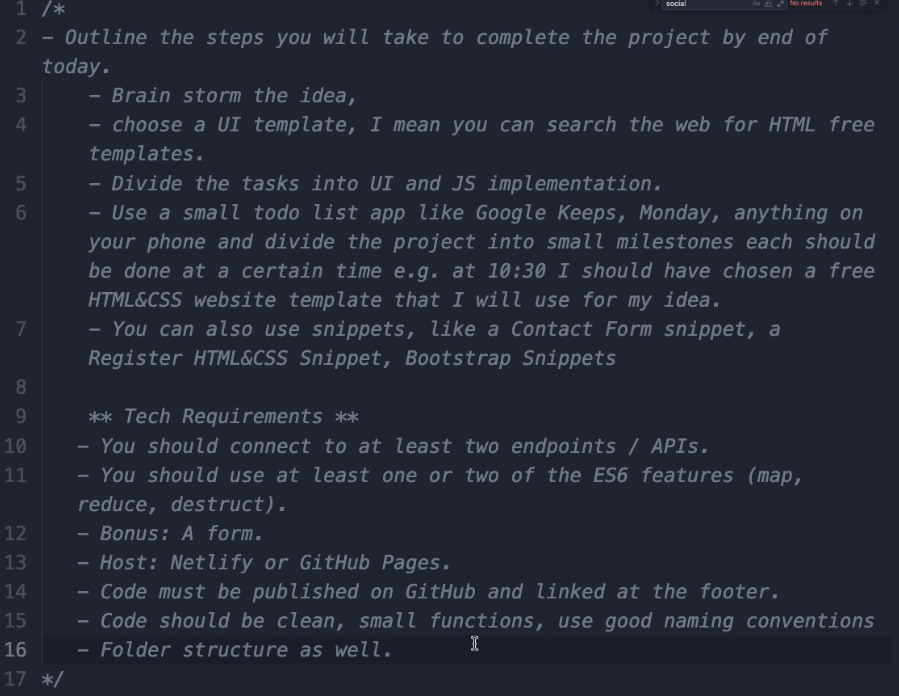 social Aa ab .* No results
1 /*
2 – Outline the steps you will take to complete the project by end of
today.
3 – Brain storm the idea,
4 – choose a UI template, I mean you can search the web for HTML free
templates.
5 – Divide the tasks into UI and JS implementation.
6 – Use a small todo list app like Google Keeps, Monday, anything on
your phone and divide the project into small milestones each should
be done at a certain time e.g. at 10:30 I should have chosen a free
HTML&CSS website template that I will use for my idea.
7 – You can also use snippets, like a Contact Form snippet, a
Register HTML&CSS Snippet, Bootstrap Snippets
8
9 ** Tech Requirements **
10 – You should connect to at least two endpoints / APIs.
11 – You should use at least one or two of the ES6 features (map,
reduce, destruct).
12 – Bonus: A form.
13 – Host: Netlify or GitHub Pages.
14 – Code must be published on GitHub and linked at the footer.
15 – Code should be clean, small functions, use good naming conventions
16 – Folder structure as well.
17 */